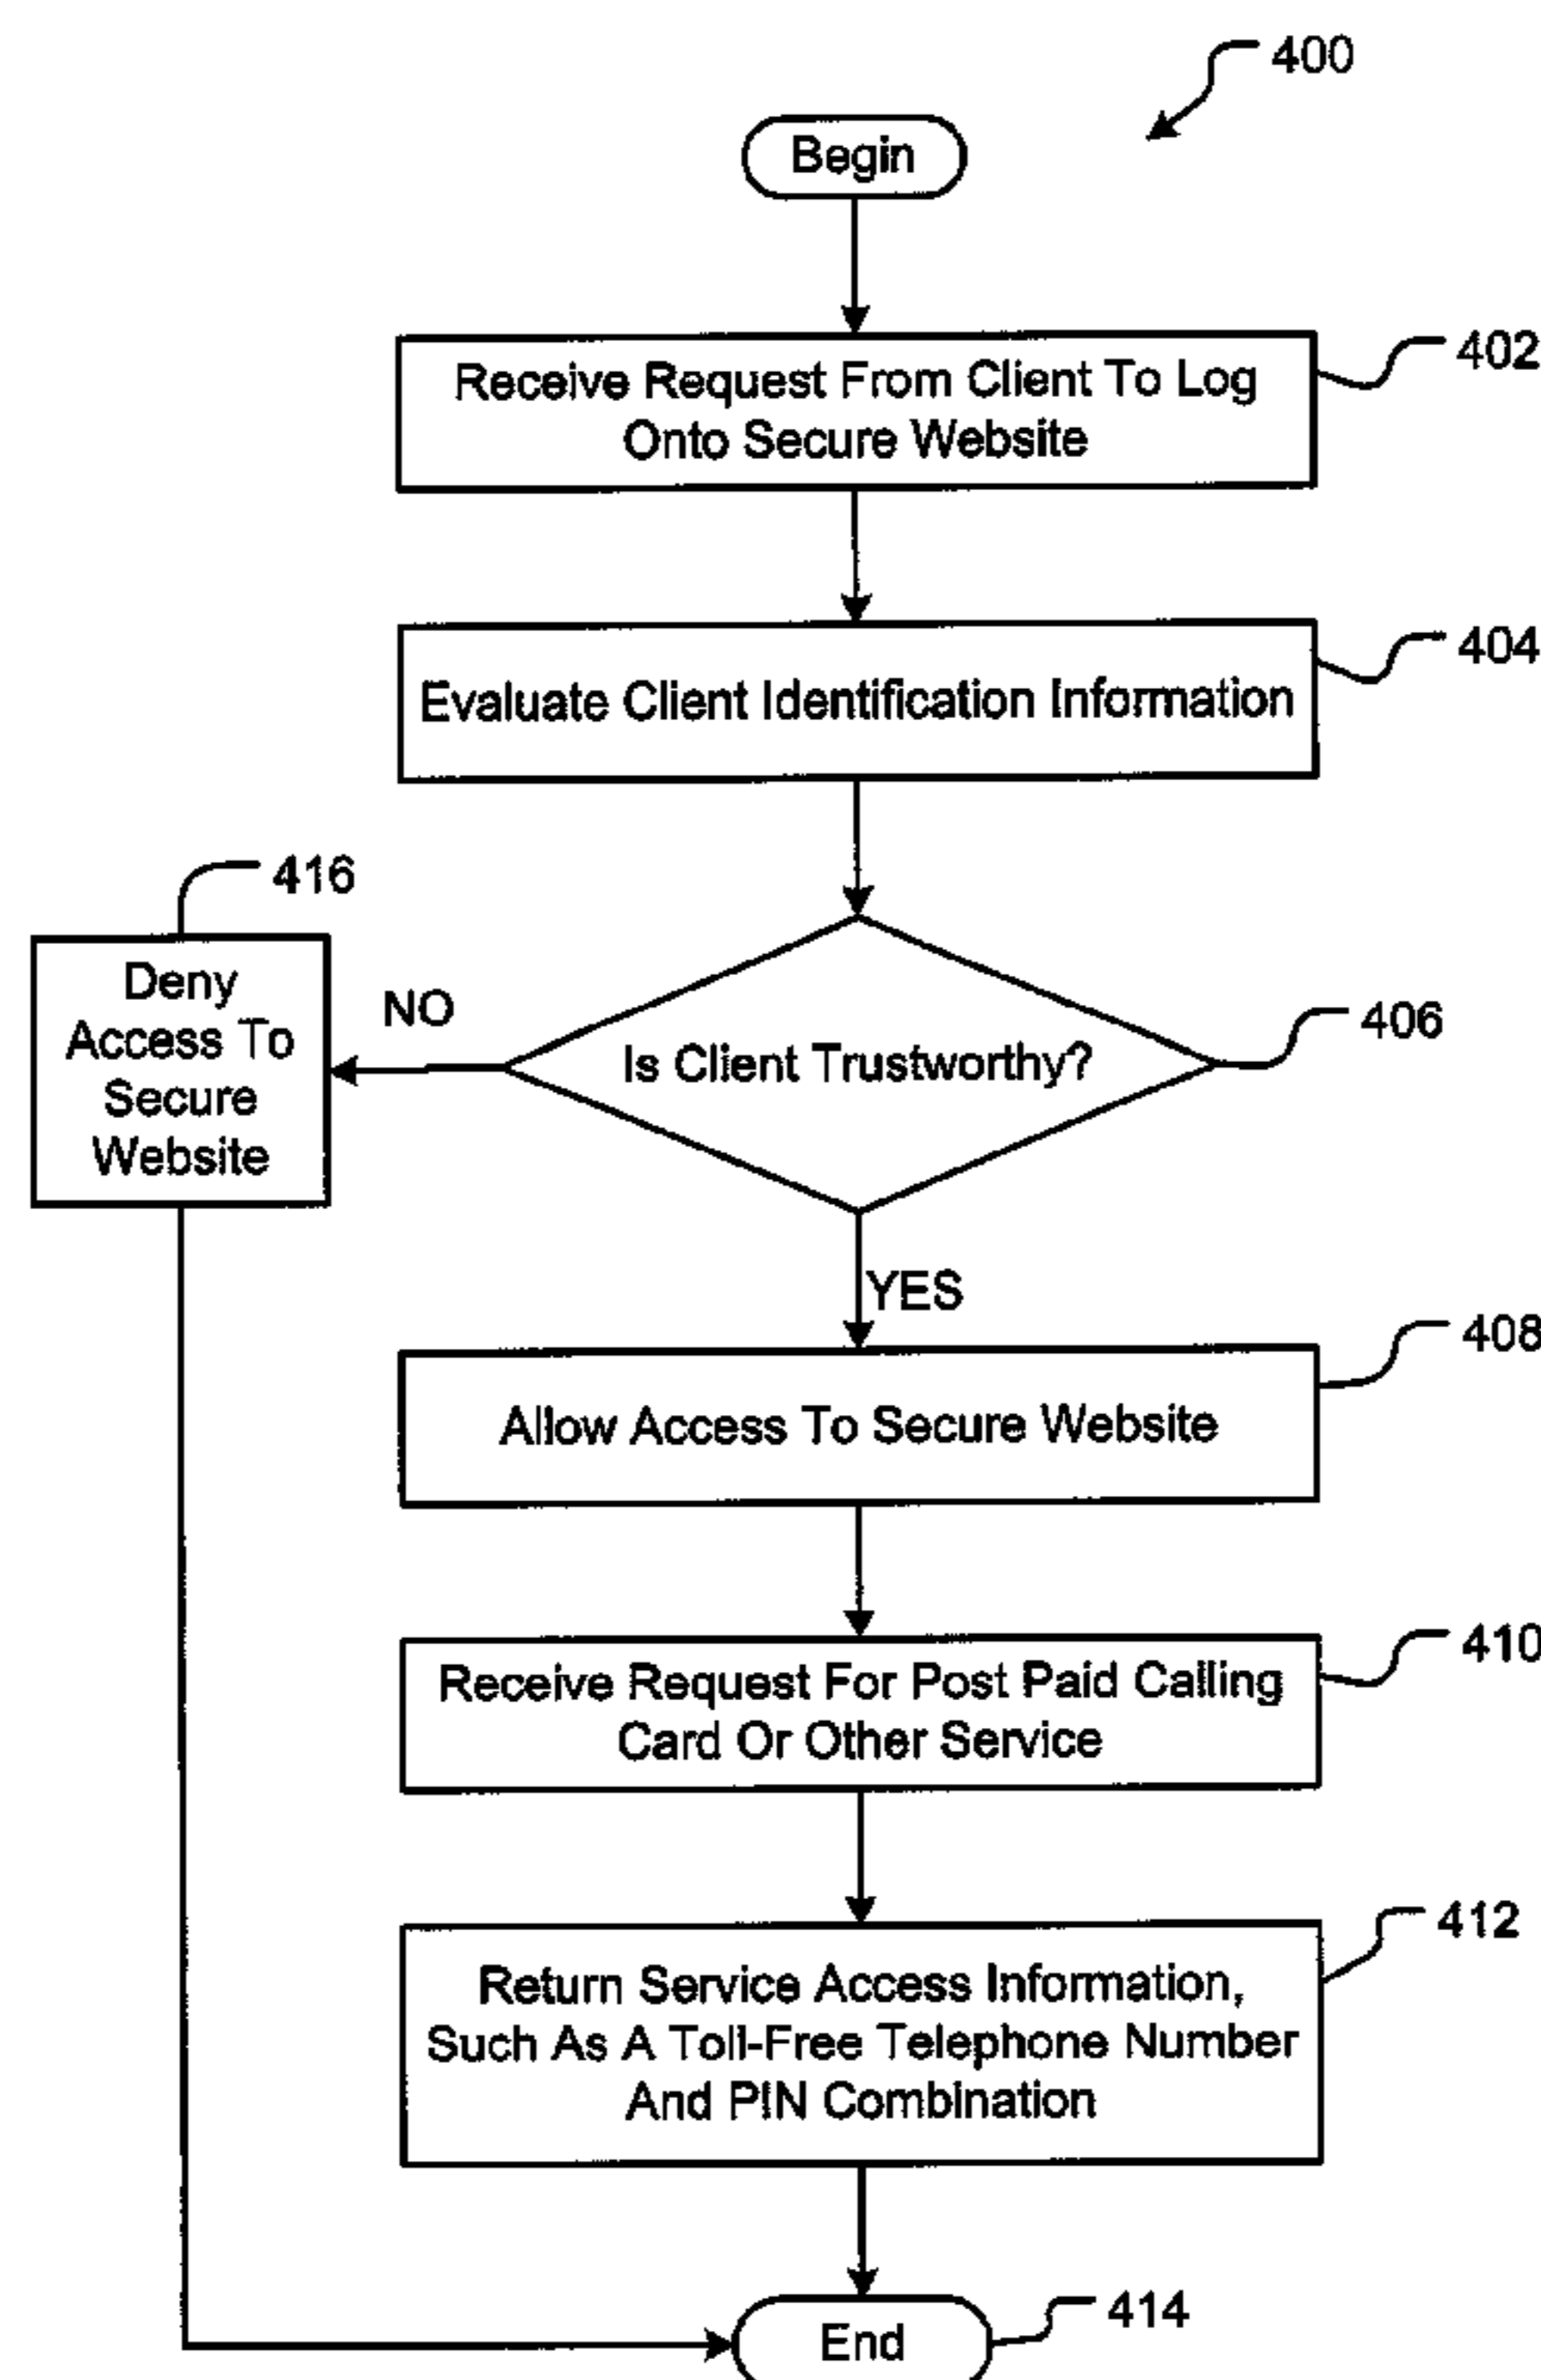 400
Begin
402
Receive Request From Client To Log
Onto Secure Website
404
Evaluate Client Identification Information
416
Deny
Access To
Secure
Website
NO
Is Client Trustworthy?
406
YES
408
Allow Access To Secure Website
410
Receive Request For Post Paid Calling
Card Or Other Service
412
Return Service Access Information,
Such As A Toll-Free Telephone Number
And PIN Combination
414
End